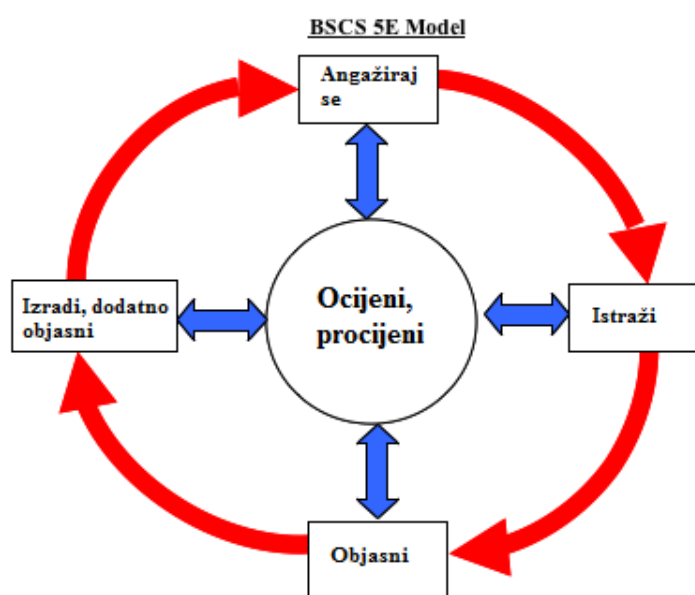 BSCS 5E Model
Angažiraj
se
Izradi, dodatno
objasni
Ocijeni,
procijeni
Istraži
Objasni